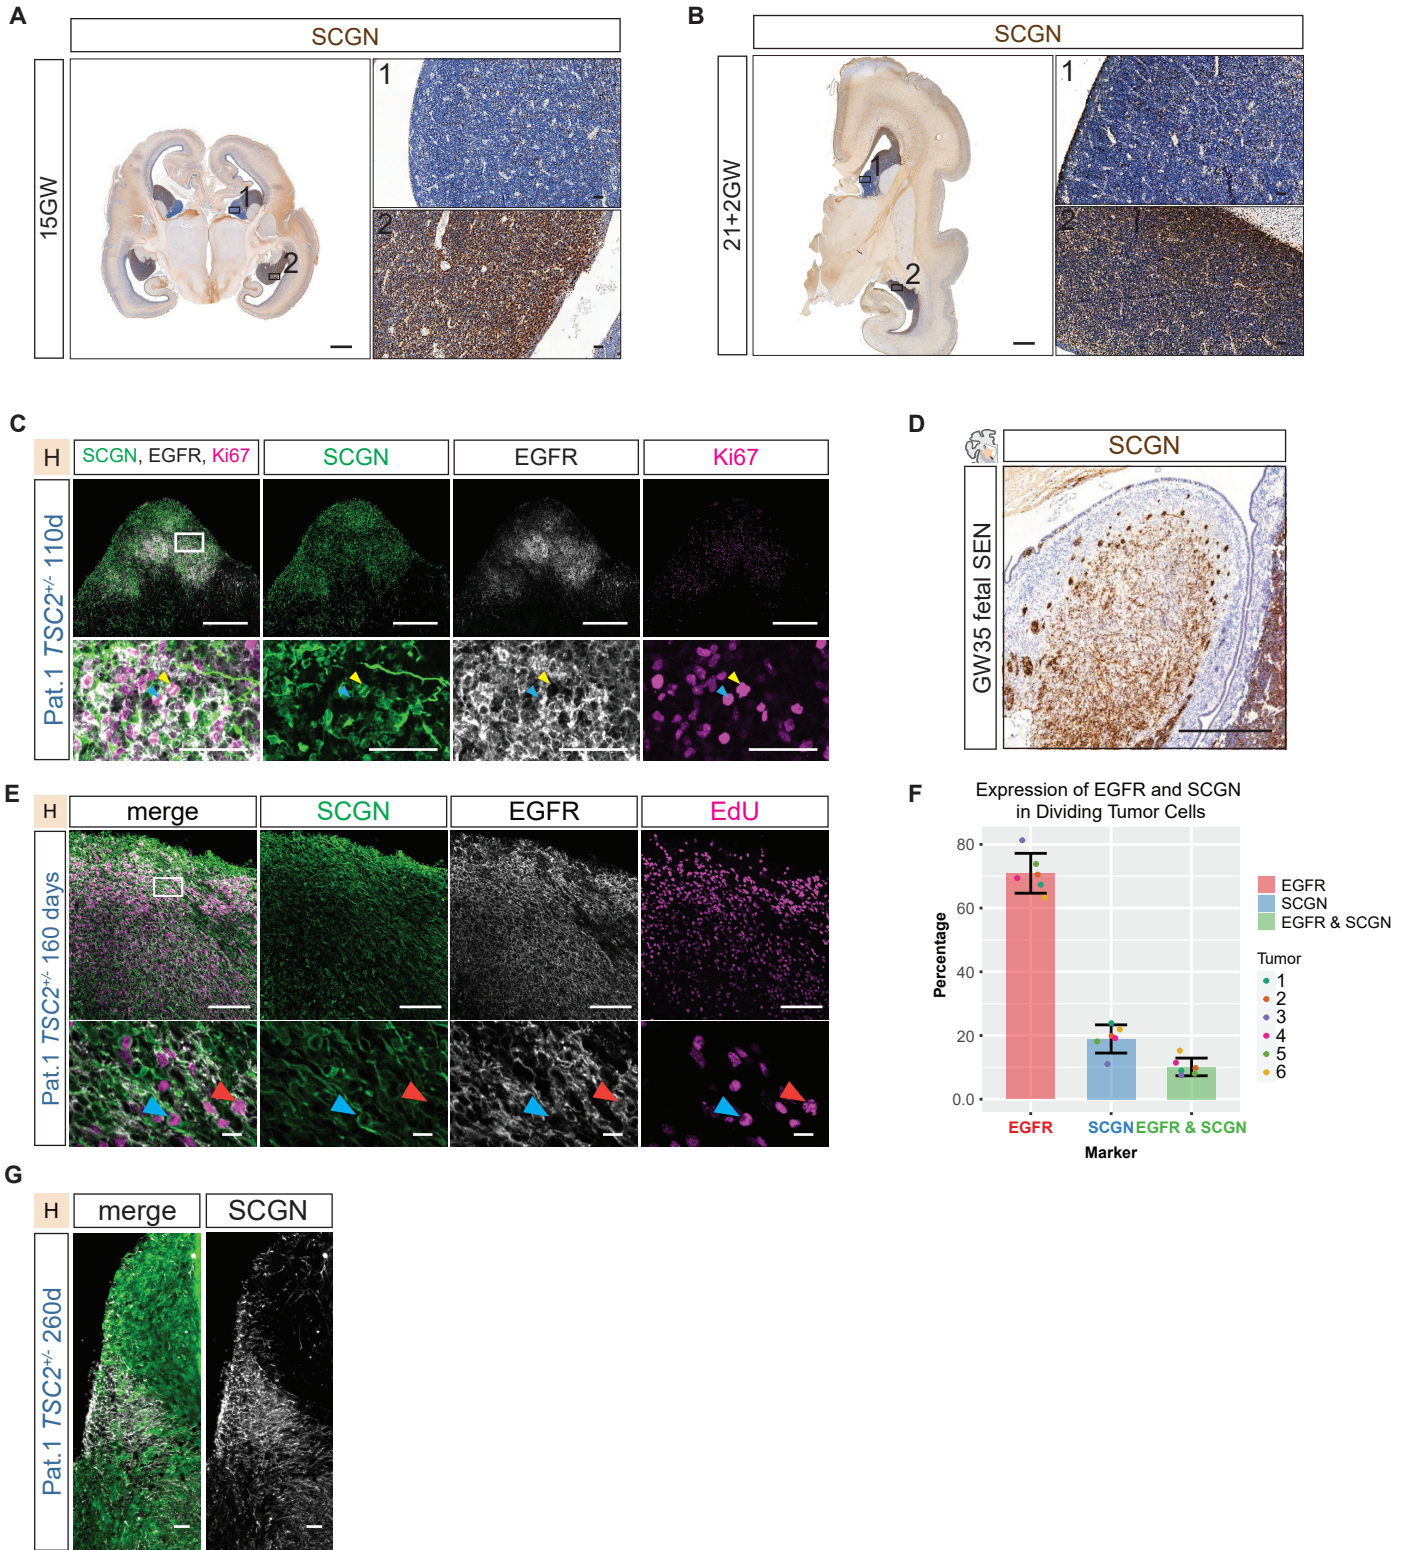 A
SCGN
15GW
1
2
1
2
B
SCGN
21+2GW
1
2
1
2
C
H
SCGN, EGFR, Ki67
SCGN
EGFR
Ki67
Pat.1 TSC2+/- 110d
D
SCGN
GW35 fetal SEN
E
H
merge
SCGN
EGFR
EdU
Pat.1 TSC2+/- 160 days
F
Expression of EGFR and SCGN
in Dividing Tumor Cells
Percentage
80
60
40
20
0.0
EGFR
SCGN
EGFR & SCGN
Marker
EGFR
SCGN
EGFR & SCGN
Tumor
1
2
3
4
5
6
G
H
merge
SCGN
Pat.1 TSC2+/- 260d